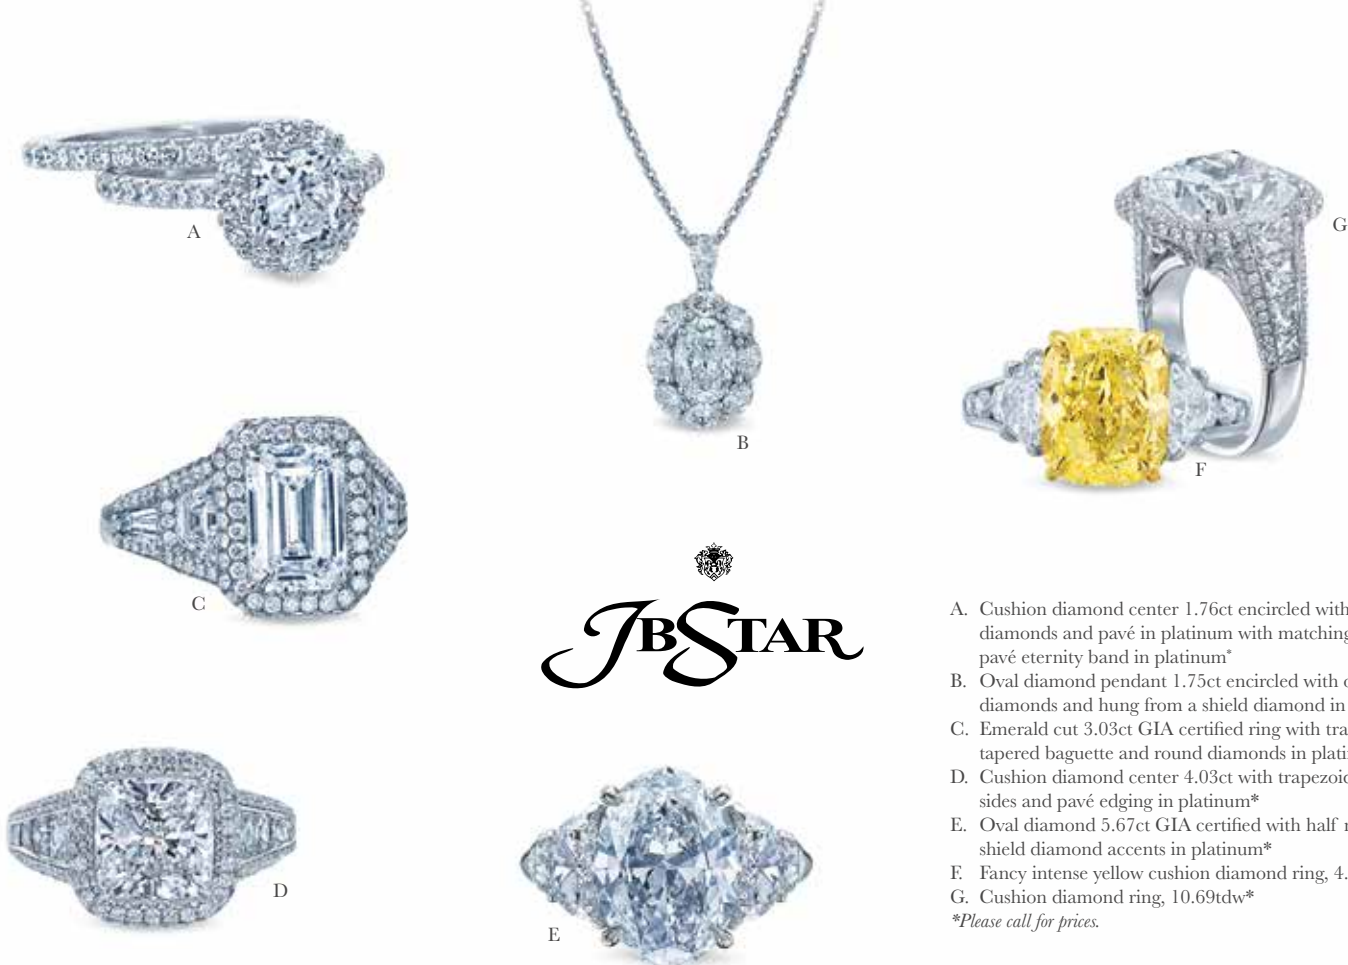 A
B
G
F
C
JB STAR
D
E
A. Cushion diamond center 1.76ct encircled with
diamonds and pavé in platinum with matching
pavé eternity band in platinum*
B. Oval diamond pendant 1.75ct encircled with
diamonds and hung from a shield diamond in
C. Emerald cut 3.03ct GIA certified ring with
tapered baguette and round diamonds in
D. Cushion diamond center 4.03ct with
sides and pavé edging in platinum*
E. Oval diamond 5.67ct GIA certified with half
shield diamond accents in platinum*
F. Fancy intense yellow cushion diamond ring, 4.
G. Cushion diamond ring, 10.69tdw*
*Please call for prices.